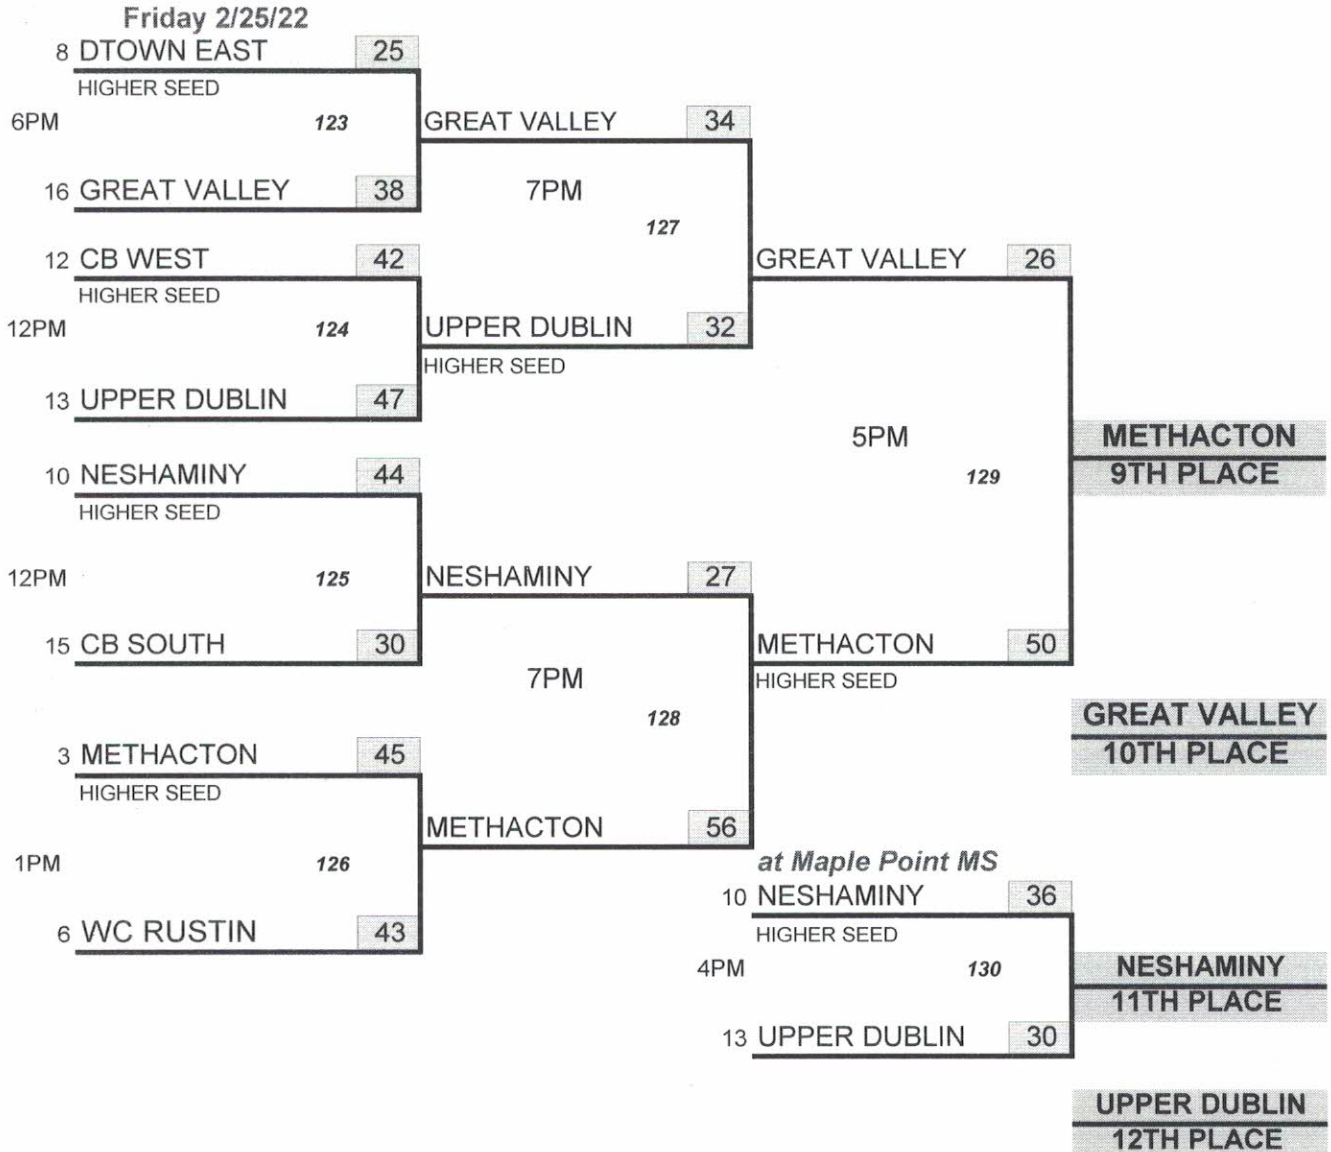 Friday 2/25/22
8 DTOWN EAST 25
HIGHER SEED
6PM 123
GREAT VALLEY 34
16 GREAT VALLEY 38
7PM
127
12 CB WEST 42
HIGHER SEED
GREAT VALLEY 26
12PM 124
UPPER DUBLIN 32
HIGHER SEED
13 UPPER DUBLIN 47
5PM
METHACTON
9TH PLACE
129
10 NESHAMINY 44
HIGHER SEED
12PM 125
NESHAMINY 27
15 CB SOUTH 30
METHACTON 50
HIGHER SEED
7PM
128
GREAT VALLEY
10TH PLACE
3 METHACTON 45
HIGHER SEED
METHACTON 56
1PM 126
at Maple Point MS
10 NESHAMINY 36
HIGHER SEED
6 WC RUSTIN 43
4PM 130
NESHAMINY
11TH PLACE
13 UPPER DUBLIN 30
UPPER DUBLIN
12TH PLACE